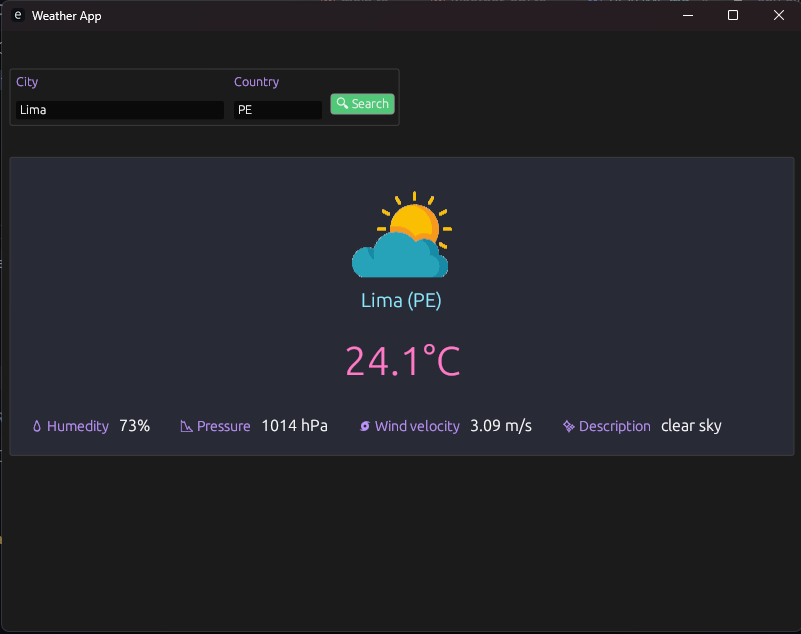 e Weather App
City Country
Lima PE Search
Lima (PE)
24.1°C
Humedity 73% Pressure 1014 hPa Wind velocity 3.09 m/s Description clear sky